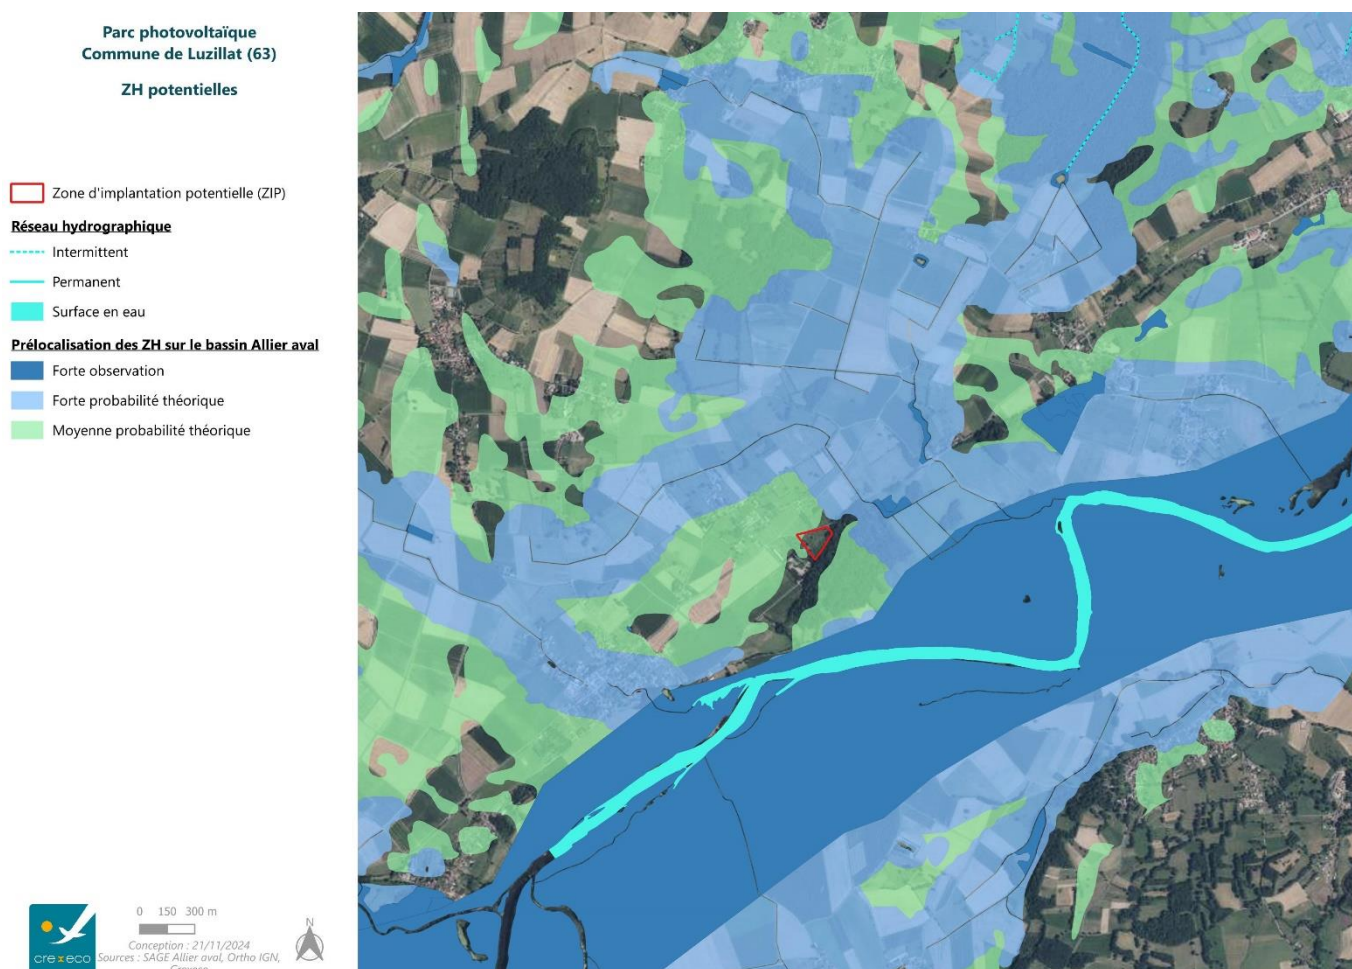 Parc photovoltaïque
Commune de Luzillat (63)
ZH potentielles
Zone d'implantation potentielle (ZIP)
Réseau hydrographique
Intermittent
Permanent
Surface en eau
Prélocalisation des ZH sur le bassin Allier aval
Forte observation
Forte probabilité théorique
Moyenne probabilité théorique
0 150 300 m
N
Conception : 21/11/2024
Sources : SAGE Allier aval, Ortho IGN,
crexeco